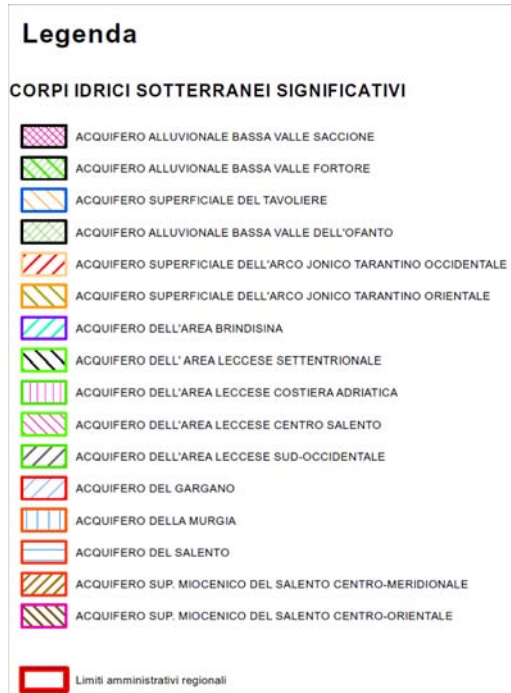 Legenda
CORPI IDRICI SOTTERRANEI SIGNIFICATIVI
ACQUIFERO ALLUVIONALE BASSA VALLE SACCIONE
ACQUIFERO ALLUVIONALE BASSA VALLE FORTORE
ACQUIFERO SUPERFICIALE DEL TAVOLIERE
ACQUIFERO ALLUVIONALE BASSA VALLE DELL'OFANTO
ACQUIFERO SUPERFICIALE DELL'ARCO JONICO TARANTINO OCCIDENTALE
ACQUIFERO SUPERFICIALE DELL'ARCO JONICO TARANTINO ORIENTALE
ACQUIFERO DELL'AREA BRINDISINA
ACQUIFERO DELL' AREA LECCESE SETTENTRIONALE
ACQUIFERO DELL'AREA LECCESE COSTIERA ADRIATICA
ACQUIFERO DELL'AREA LECCESE CENTRO SALENTO
ACQUIFERO DELL'AREA LECCESE SUD-OCCIDENTALE
ACQUIFERO DEL GARGANO
ACQUIFERO DELLA MURGIA
ACQUIFERO DEL SALENTO
ACQUIFERO SUP. MIOCENICO DEL SALENTO CENTRO-MERIDIONALE
ACQUIFERO SUP. MIOCENICO DEL SALENTO CENTRO-ORIENTALE
Limiti amministrativi regionali